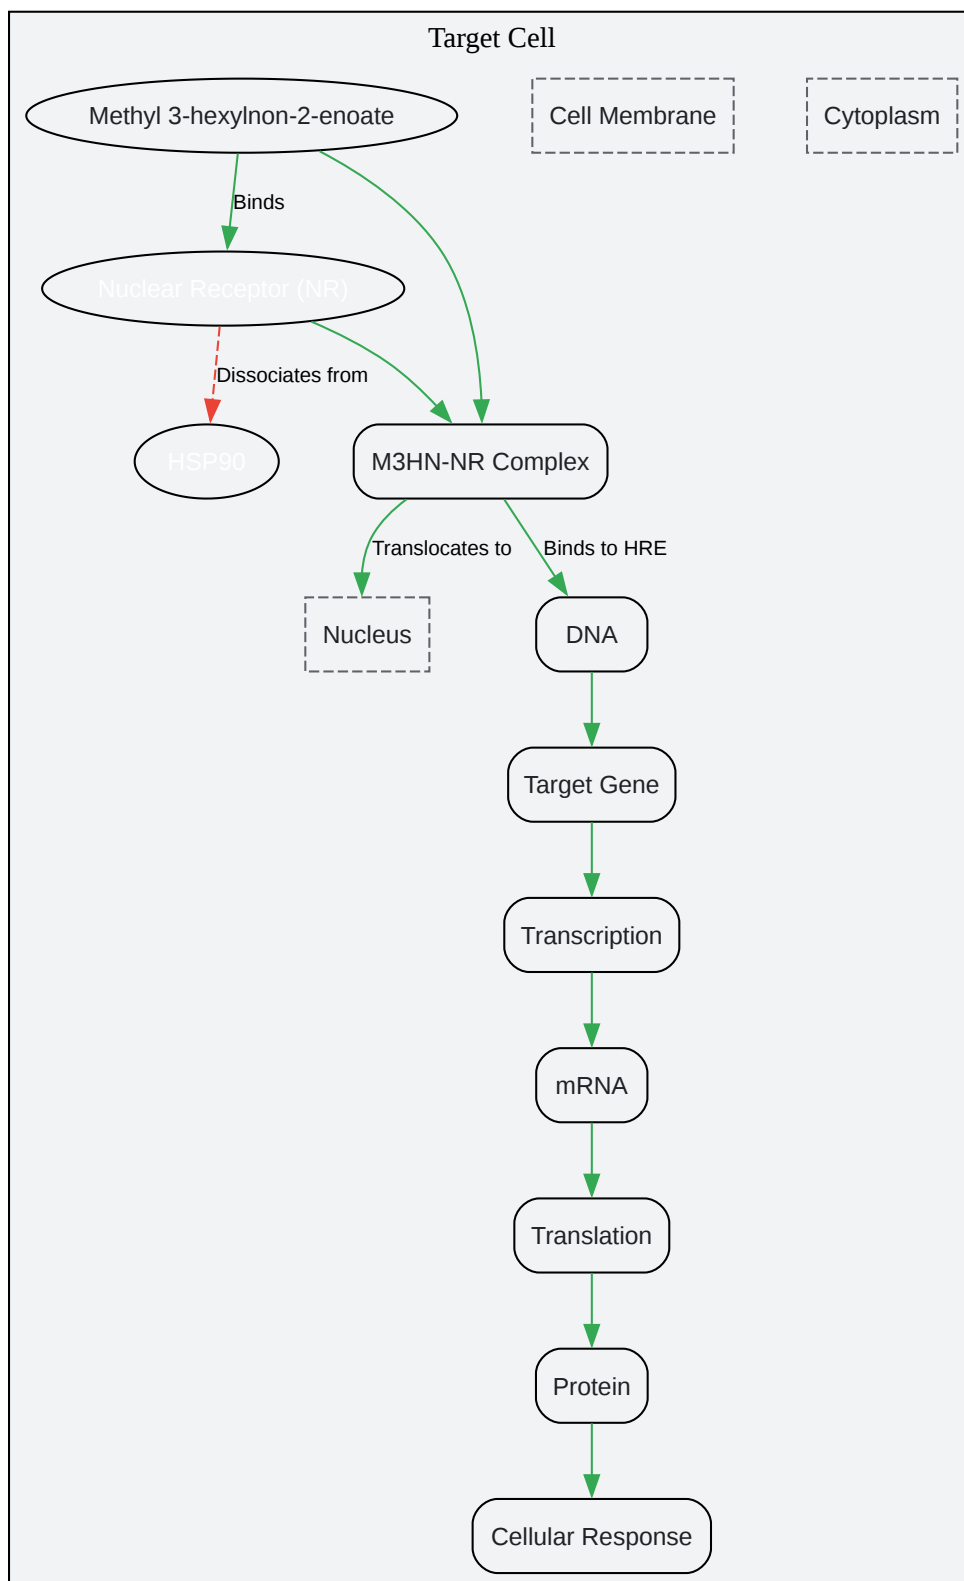 Target Cell
Methyl 3-hexylnon-2-enoate
Cell Membrane
Cytoplasm
Binds
Nuclear Receptor (NR)
Dissociates from
HSP90
M3HN-NR Complex
Translocates to
Binds to HRE
Nucleus
DNA
Target Gene
Transcription
mRNA
Translation
Protein
Cellular Response